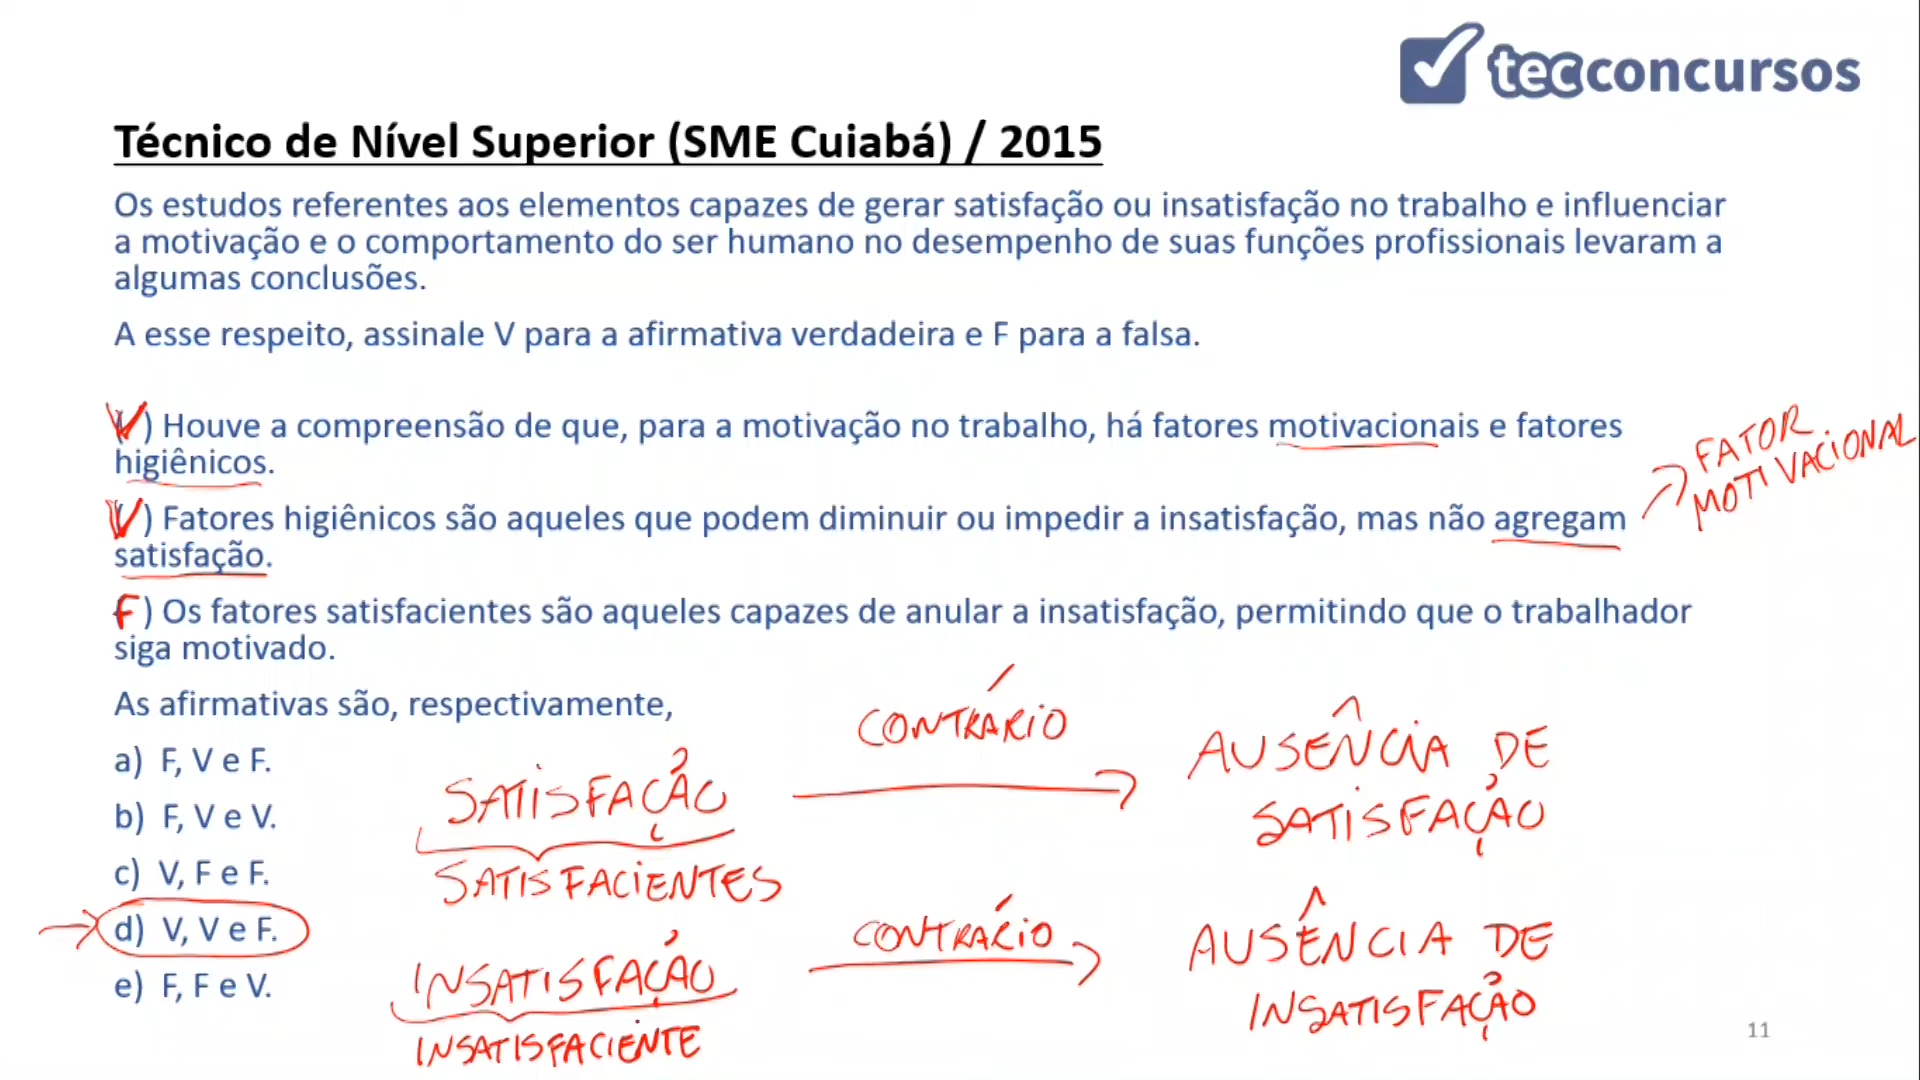 tecconcursos
Técnico de Nível Superior (SME Cuiabá) / 2015
Os estudos referentes aos elementos capazes de gerar satisfação ou insatisfação no trabalho e influenciar
a motivação e o comportamento do ser humano no desempenho de suas funções profissionais levaram a
algumas conclusões.
A esse respeito, assinale V para a afirmativa verdadeira e F para a falsa.
(V) Houve a compreensão de que, para a motivação no trabalho, há fatores motivacionais e fatores
higiênicos.
FATOR
MOTIVACIONAL
(V) Fatores higiênicos são aqueles que podem diminuir ou impedir a insatisfação, mas não agregam
satisfação.
(F) Os fatores satisfacientes são aqueles capazes de anular a insatisfação, permitindo que o trabalhador
siga motivado.
As afirmativas são, respectivamente,
a) F, V e F.
b) F, V e V.
c) V, F e F.
d) V, V e F.
e) F, F e V.
SATISFAÇÃO
SATISFACIENTES
CONTRÁRIO
AUSÊNCIA DE
SATISFAÇÃO
INSATISFAÇÃO
INSATISFACIENTE
CONTRÁRIO
AUSÊNCIA DE
INSATISFAÇÃO
11